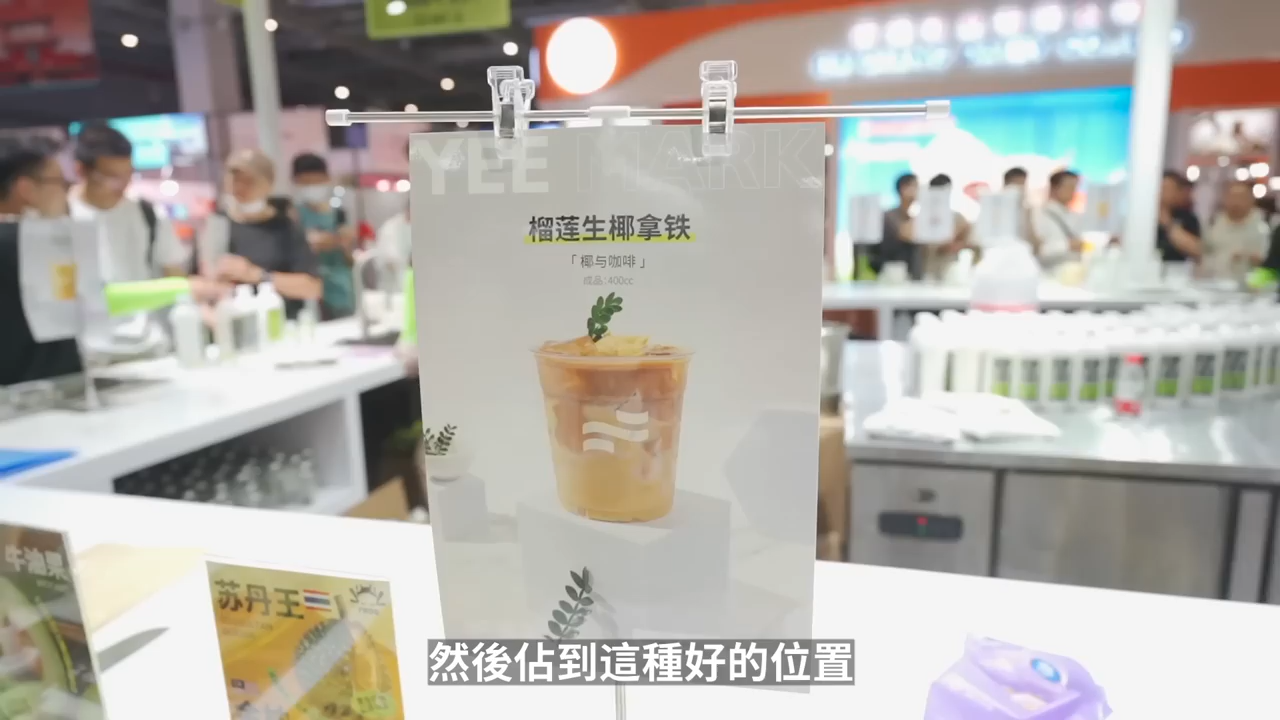 YEE MARK
榴莲生椰拿铁
「椰与咖啡」
成品:400cc
牛油果
苏丹王
然後佔到這種好的位置